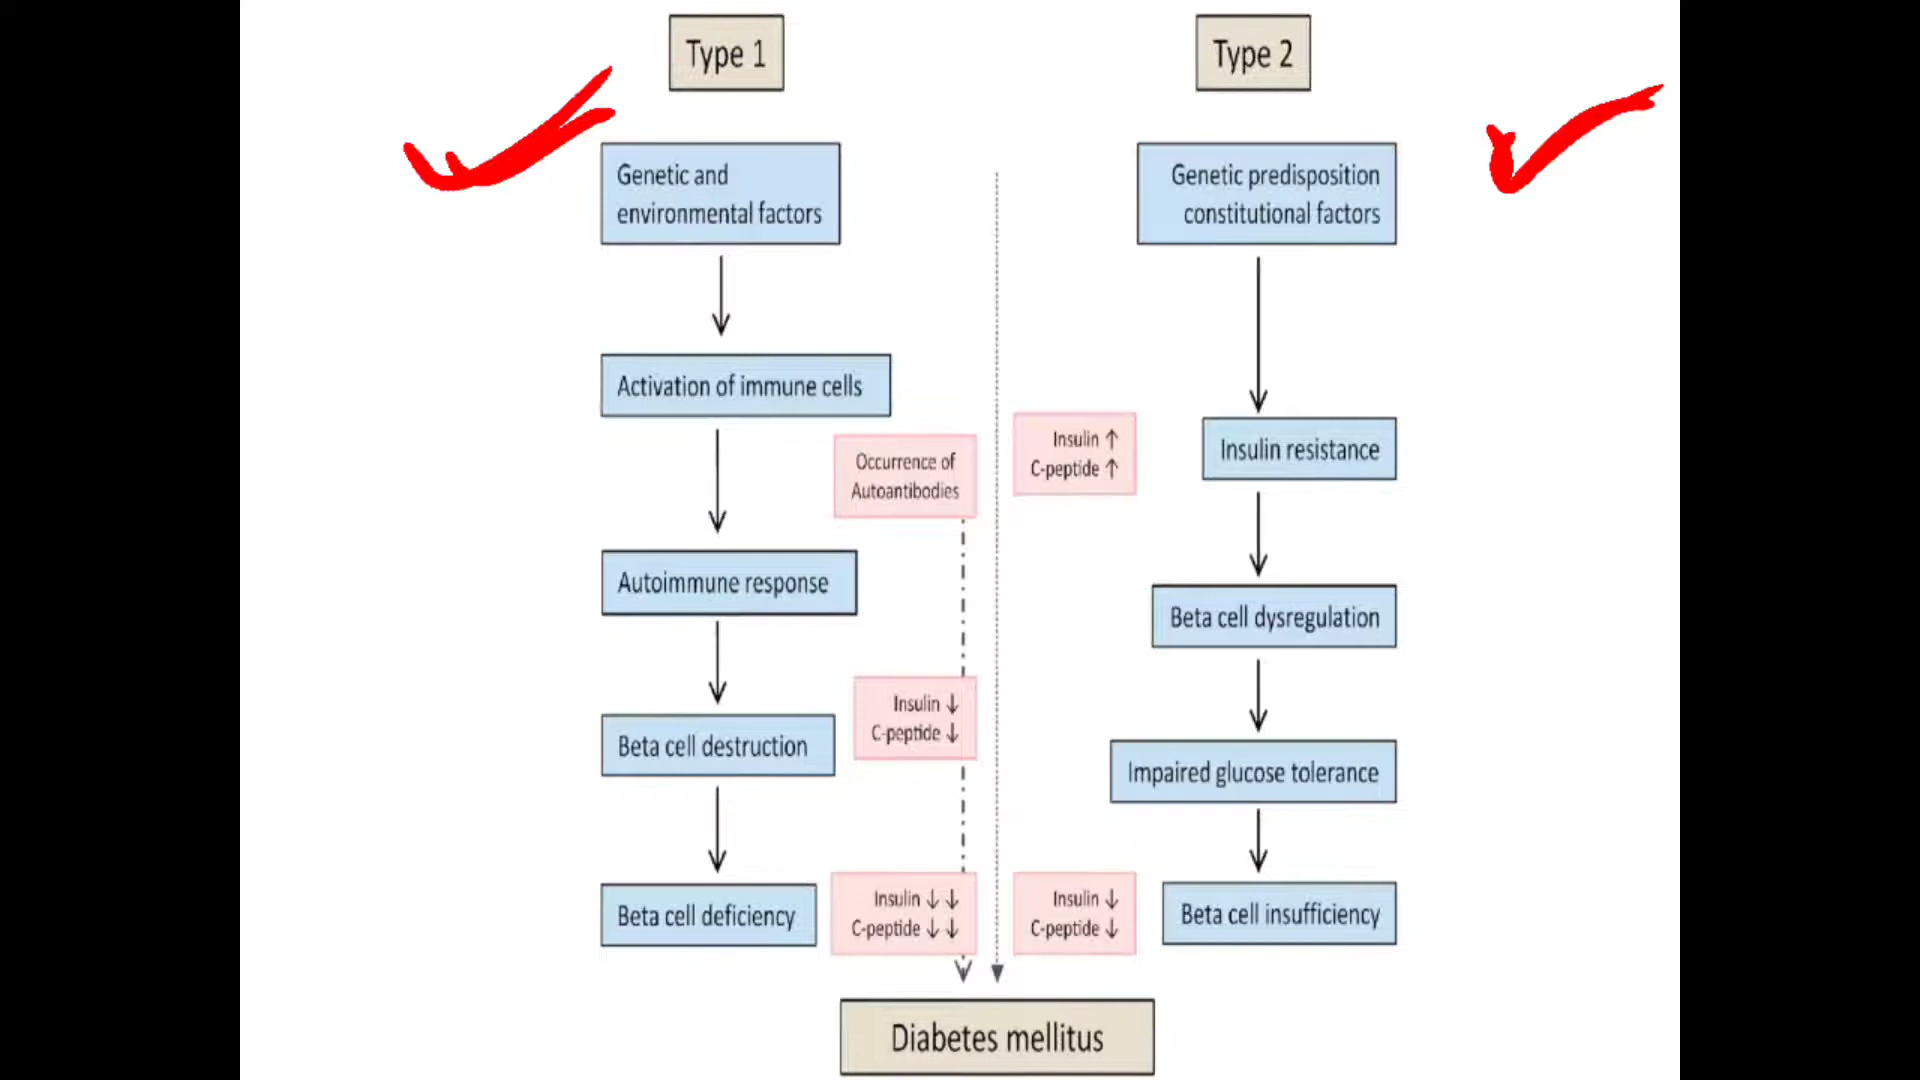 Type 1
Genetic and
environmental factors
Activation of immune cells
Occurrence of
Autoantibodies
Autoimmune response
Insulin ↓
C-peptide ↓
Beta cell destruction
Beta cell deficiency
Insulin ↓ ↓
C-peptide ↓ ↓
Type 2
Genetic predisposition
constitutional factors
Insulin ↑
C-peptide ↑
Insulin resistance
Beta cell dysregulation
Impaired glucose tolerance
Insulin ↓
C-peptide ↓
Beta cell insufficiency
Diabetes mellitus